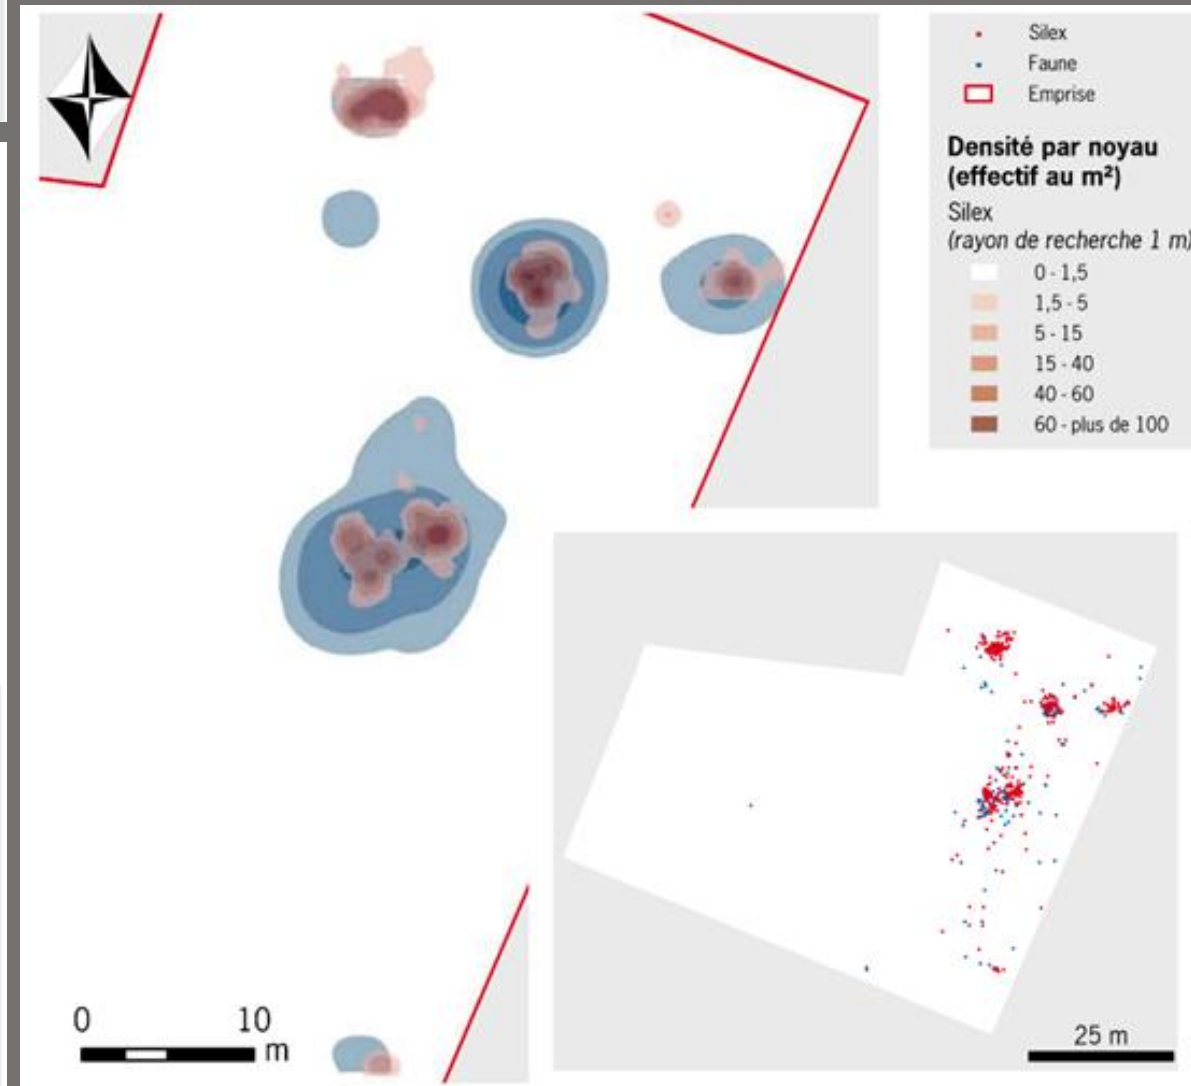 Silex
Faune
Emprise
Densité par noyau
(effectif au m²)
Silex
(rayon de recherche 1 m)
0 - 1,5
1,5 - 5
5 - 15
15 - 40
40 - 60
60 - plus de 100
0 10
m
25 m